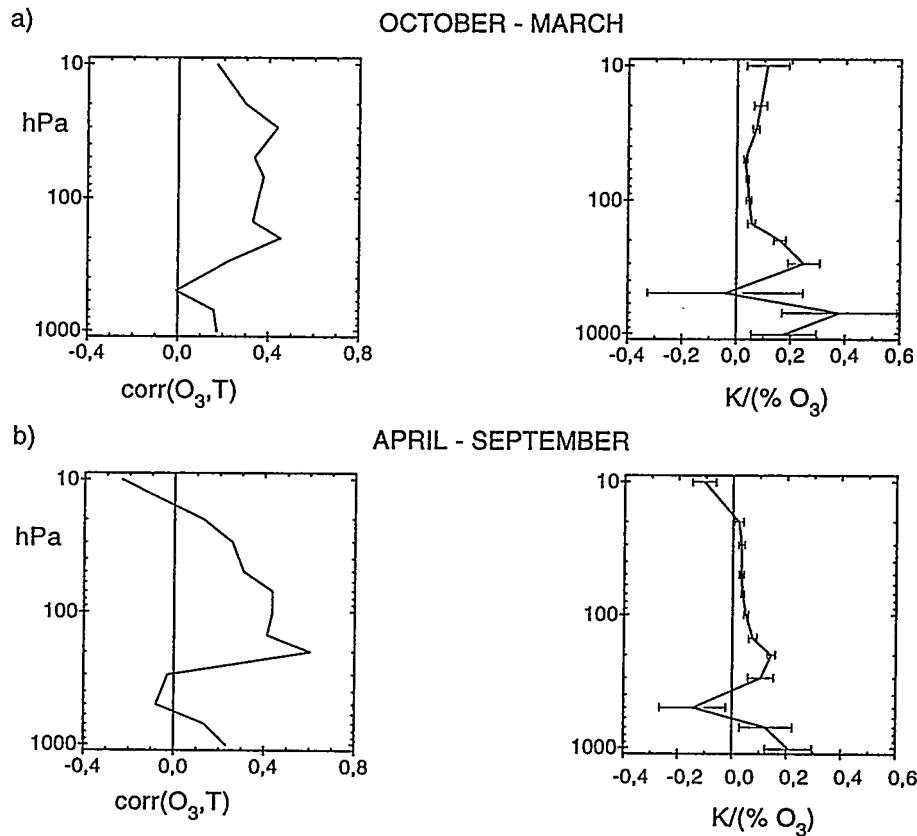 a)
OCTOBER - MARCH
10
hPa
100
1000
-0,4 0,0 0,4 0,8
corr(O₃,T)
10
100
1000
-0,4 -0,2 0,0 0,2 0,4 0,6
K/(% O₃)
b)
APRIL - SEPTEMBER
10
hPa
100
1000
-0,4 0,0 0,4 0,8
corr(O₃,T)
10
100
1000
-0,4 -0,2 0,0 0,2 0,4 0,6
K/(% O₃)